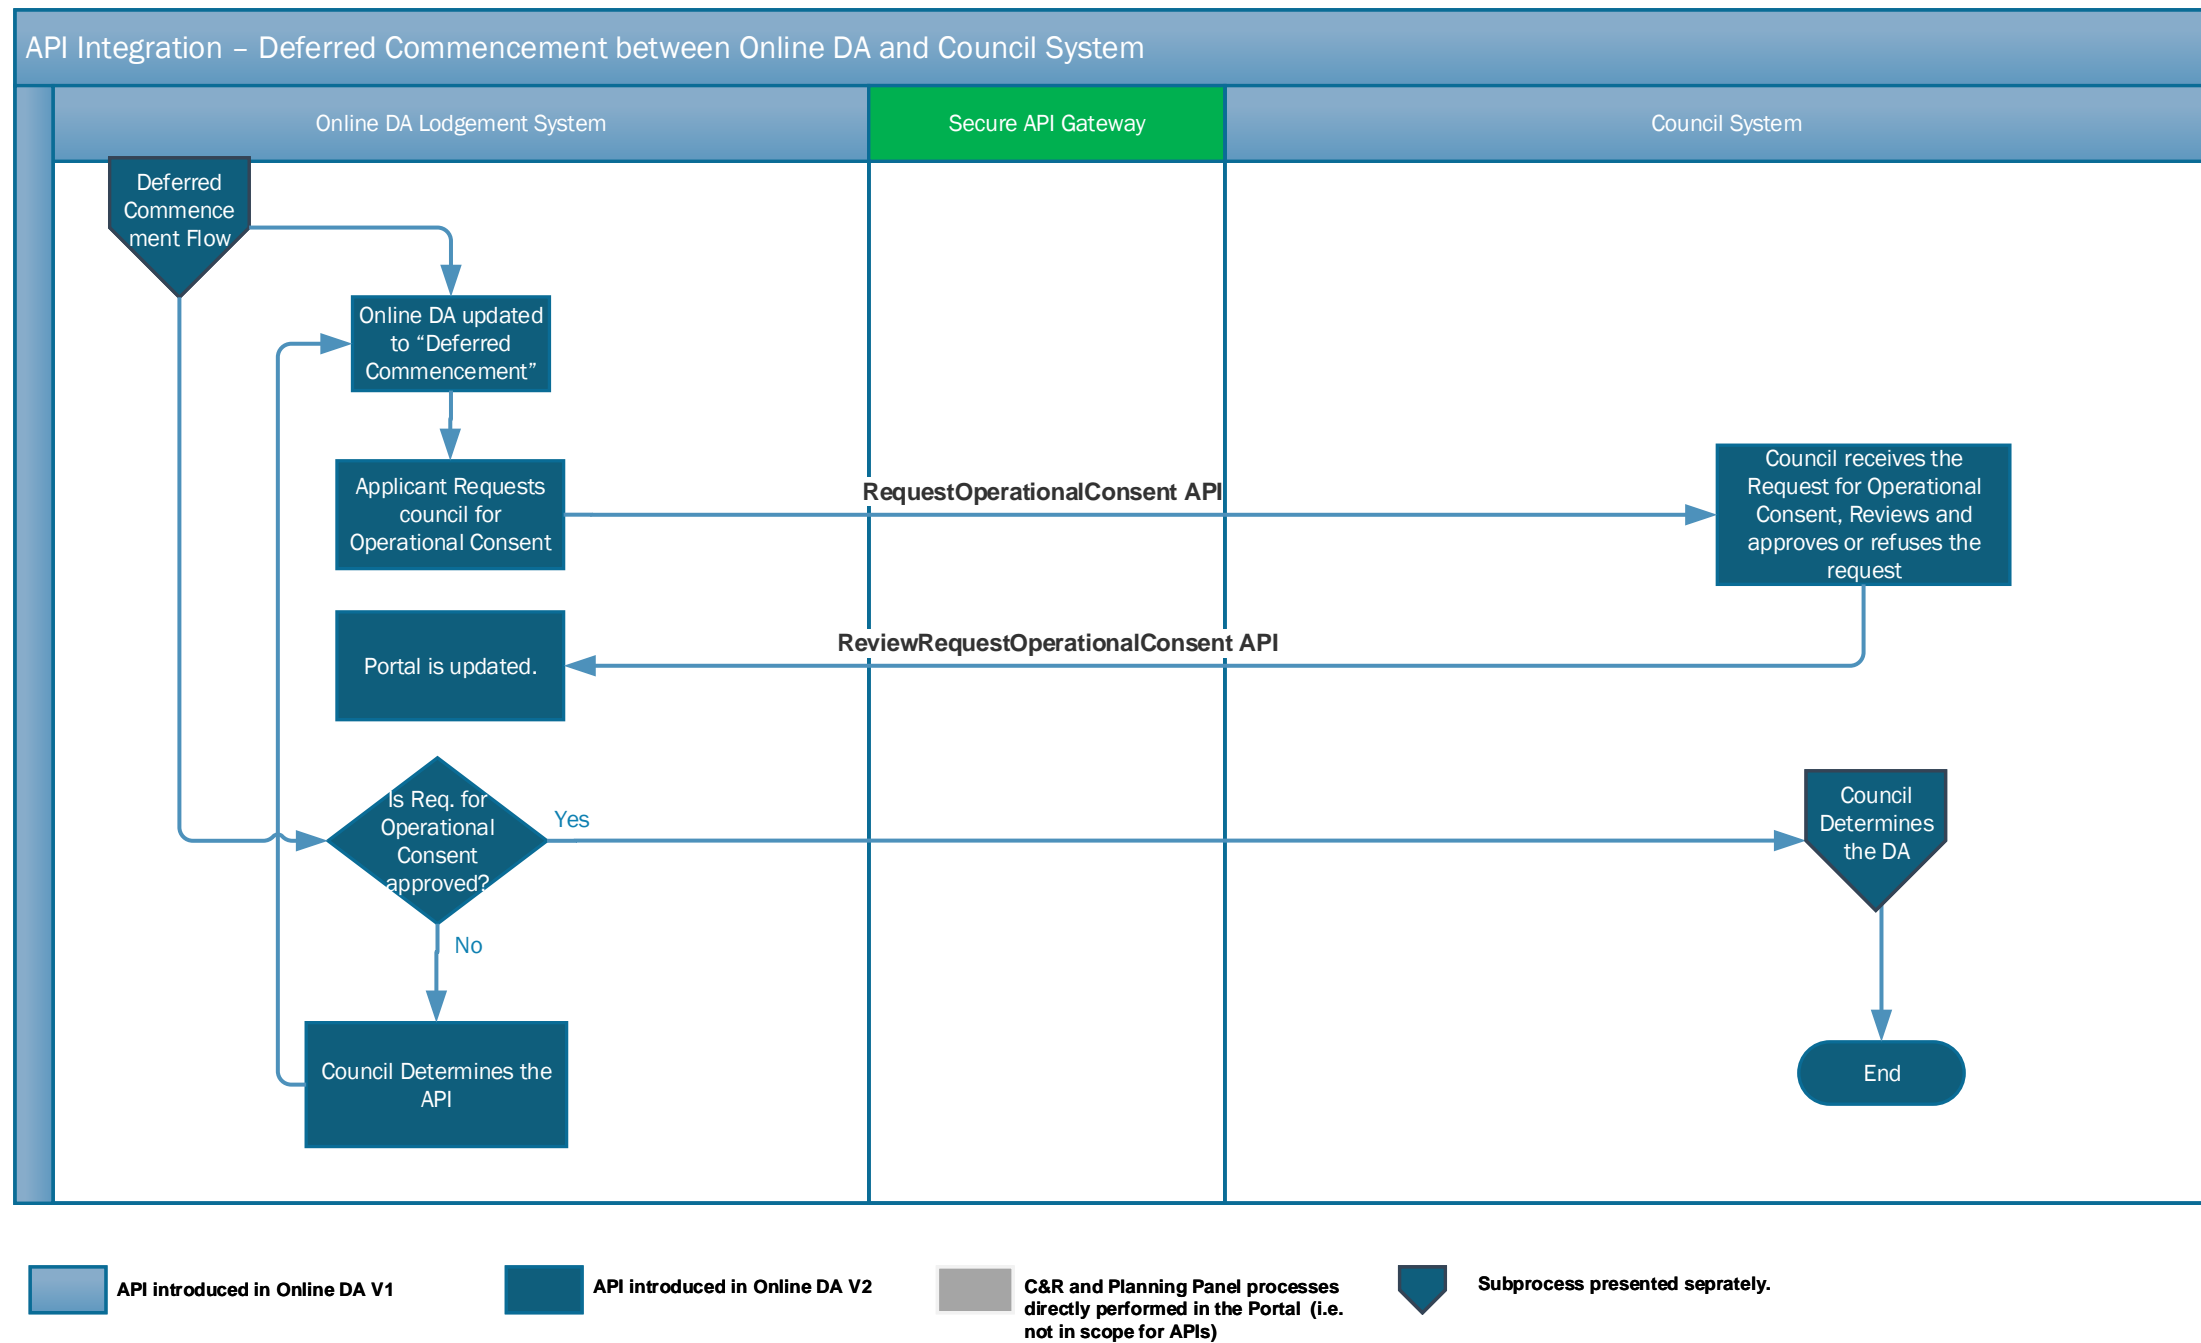 API Integration – Deferred Commencement between Online DA and Council System
Online DA Lodgement System
Secure API Gateway
Council System
Deferred
Commence
ment Flow
Online DA updated
to “Deferred
Commencement”
Applicant Requests
council for
Operational Consent
RequestOperationalConsent API
Council receives the
Request for Operational
Consent, Reviews and
approves or refuses the
request
Portal is updated.
ReviewRequestOperationalConsent API
Is Req. for
Operational
Consent
approved?
Yes
No
Council
Determines
the DA
Council Determines the
API
End
API introduced in Online DA V1
API introduced in Online DA V2
C&R and Planning Panel processes
directly performed in the Portal (i.e.
not in scope for APIs)
Subprocess presented seprately.